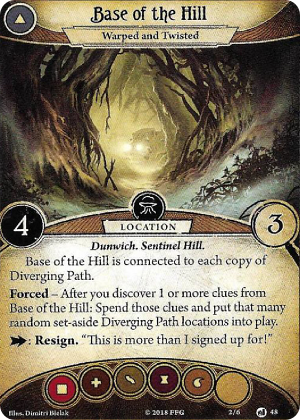 Base of the Hill
Warped and Twisted
4
LOCATION
3
Dunwich. Sentinel Hill.
Base of the Hill is connected to each copy of
Diverging Path.
Forced – After you discover 1 or more clues from
Base of the Hill: Spend those clues and put that many
random set-aside Diverging Path locations into play.
: Resign. “This is more I signed up for!”
Illus. Dimitri Bielak
© 2018 FFG
2/6
48